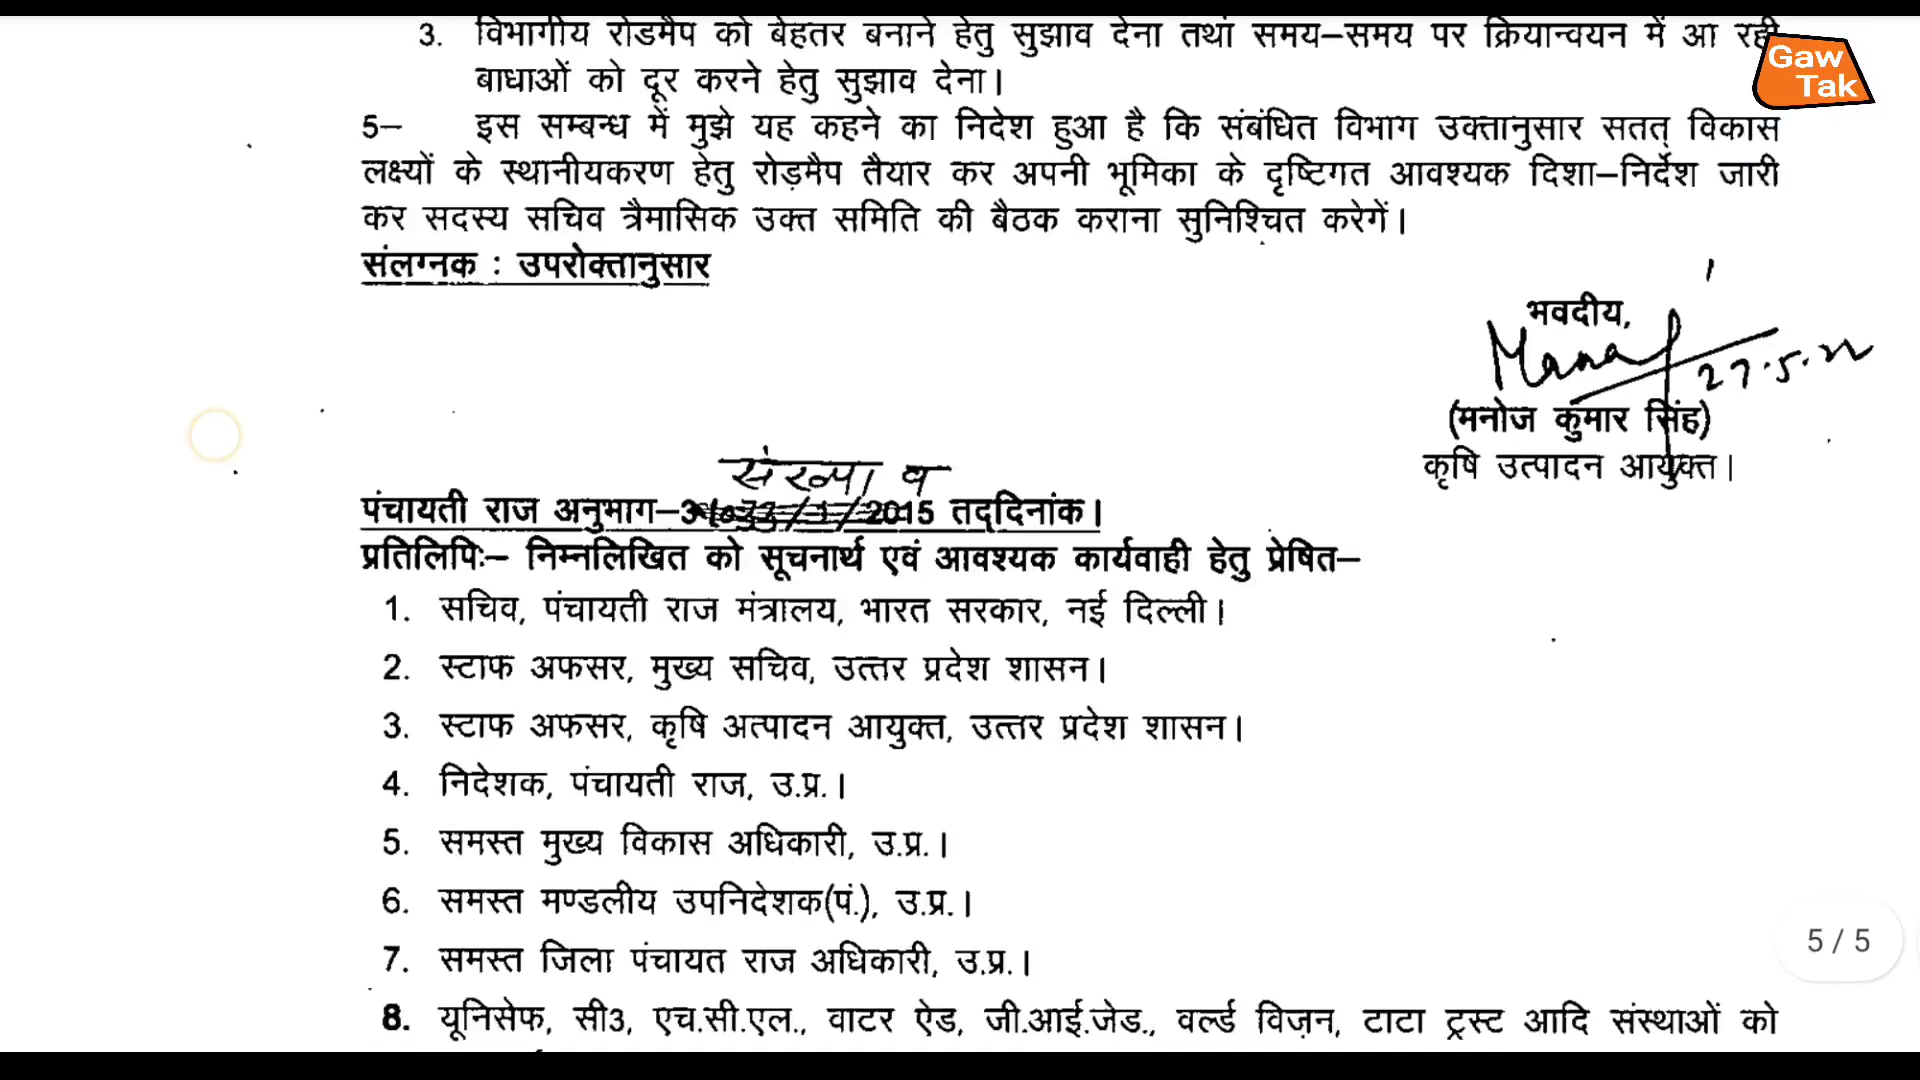 3. विभागीय रोडमैप को बेहतर बनाने हेतु सुझाव देना तथा समय–समय पर क्रियान्वयन में आ रही
बाधाओं को दूर करने हेतु सुझाव देना।
Gaw
Tak
5– इस सम्बन्ध में मुझे यह कहने का निदेश हुआ है कि संबंधित विभाग उक्तानुसार सतत् विकास
लक्ष्यों के स्थानीयकरण हेतु रोड़मैप तैयार कर अपनी भूमिका के दृष्टिगत आवश्यक दिशा–निर्देश जारी
कर सदस्य सचिव त्रैमासिक उक्त समिति की बैठक कराना सुनिश्चित करेगें।
संलग्नक : उपरोक्तानुसार
भवदीय,
27.5.22
(मनोज कुमार सिंह)
कृषि उत्पादन आयुक्त।
संख्या व
पंचायती राज अनुभाग–3 /1/2015 तद्दिनांक।
प्रतिलिपिः– निम्नलिखित को सूचनार्थ एवं आवश्यक कार्यवाही हेतु प्रेषित–
1. सचिव, पंचायती राज मंत्रालय, भारत सरकार, नई दिल्ली।
2. स्टाफ अफसर, मुख्य सचिव, उत्तर प्रदेश शासन।
3. स्टाफ अफसर, कृषि अत्पादन आयुक्त, उत्तर प्रदेश शासन।
4. निदेशक, पंचायती राज, उ.प्र.।
5. समस्त मुख्य विकास अधिकारी, उ.प्र.।
6. समस्त मण्डलीय उपनिदेशक(पं.), उ.प्र.।
7. समस्त जिला पंचायत राज अधिकारी, उ.प्र.।
8. यूनिसेफ, सी3, एच.सी.एल., वाटर ऐड, जी.आई.जेड., वर्ल्ड विज़न, टाटा ट्रस्ट आदि संस्थाओं को
5 / 5